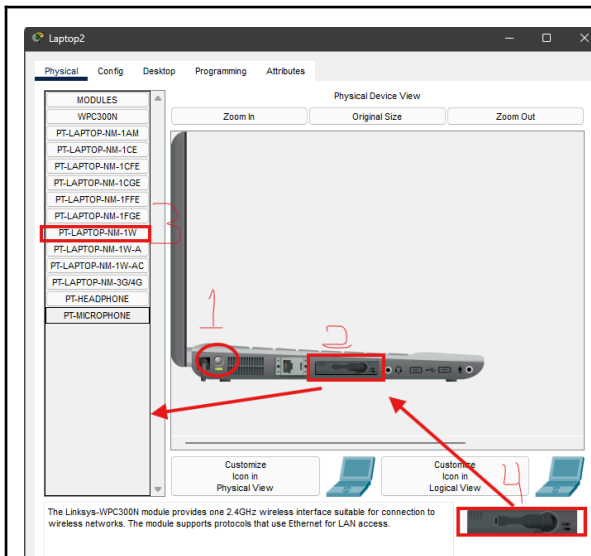 Laptop2
Physical Config Desktop Programming Attributes
MODULES
WPC300N
PT-LAPTOP-NM-1AM
PT-LAPTOP-NM-1CE
PT-LAPTOP-NM-1CFE
PT-LAPTOP-NM-1CGE
PT-LAPTOP-NM-1FFE
PT-LAPTOP-NM-1FGE
PT-LAPTOP-NM-1W
PT-LAPTOP-NM-1W-A
PT-LAPTOP-NM-1W-AC
PT-LAPTOP-NM-3G/4G
PT-HEADPHONE
PT-MICROPHONE
3
Physical Device View
Zoom In Original Size Zoom Out
1
2
4
Customize
Icon in
Physical View
Customize
Icon in
Logical View
The Linksys-WPC300N module provides one 2.4GHz wireless interface suitable for connection to
wireless networks. The module supports protocols that use Ethernet for LAN access.